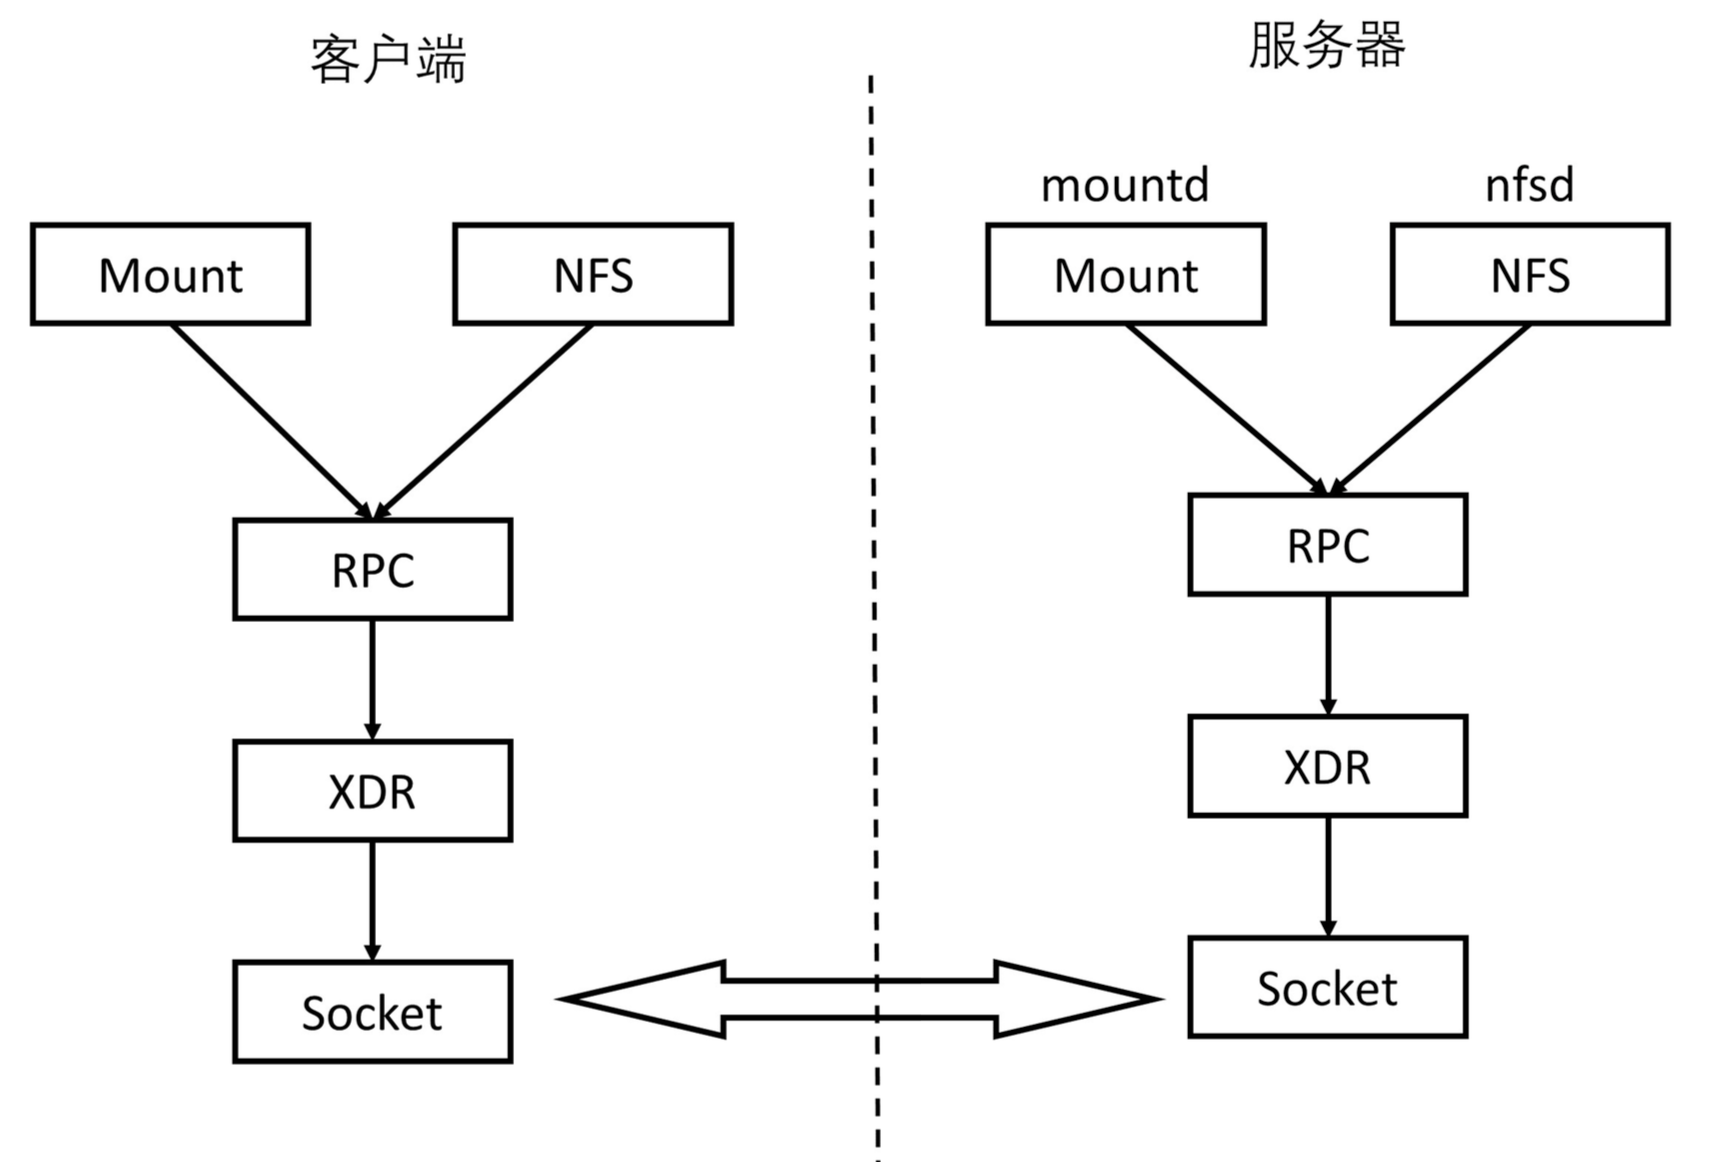 客户端
服务器
mountd
nfsd
Mount
NFS
Mount
NFS
RPC
RPC
XDR
XDR
Socket
Socket